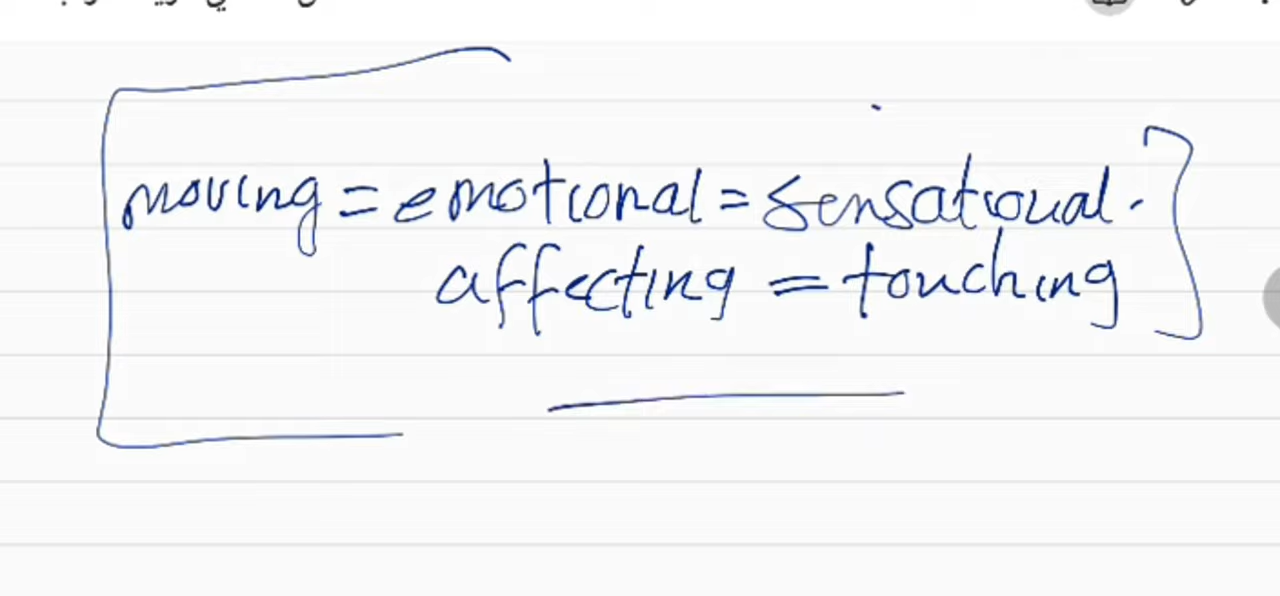 moving = emotional = sensational.
affecting = touching